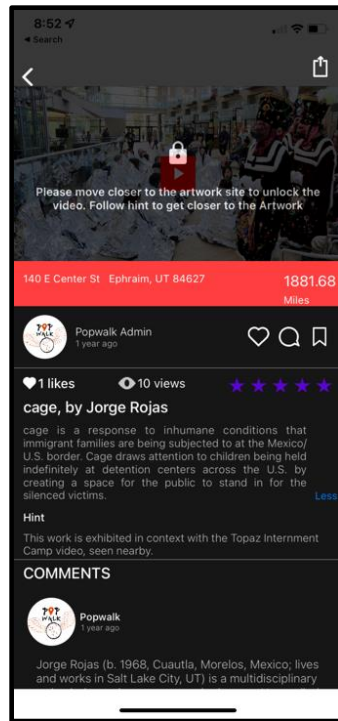 8:52
◄ Search
Please move closer to the artwork site to unlock the
video. Follow hint to get closer to the Artwork
140 E Center St Ephraim, UT 84627
1881.68
Miles
POP
WALK
Popwalk Admin
1 year ago
1 likes
10 views
cage, by Jorge Rojas
cage is a response to inhumane conditions that
immigrant families are being subjected to at the Mexico/
U.S. border. Cage draws attention to children being held
indefinitely at detention centers across the U.S. by
creating a space for the public to stand in for the
silenced victims.
Less
Hint
This work is exhibited in context with the Topaz Internment
Camp video, seen nearby.
COMMENTS
POP
WALK
Popwalk
1 year ago
Jorge Rojas (b. 1968, Cuautla, Morelos, Mexico; lives
and works in Salt Lake City, UT) is a multidisciplinary